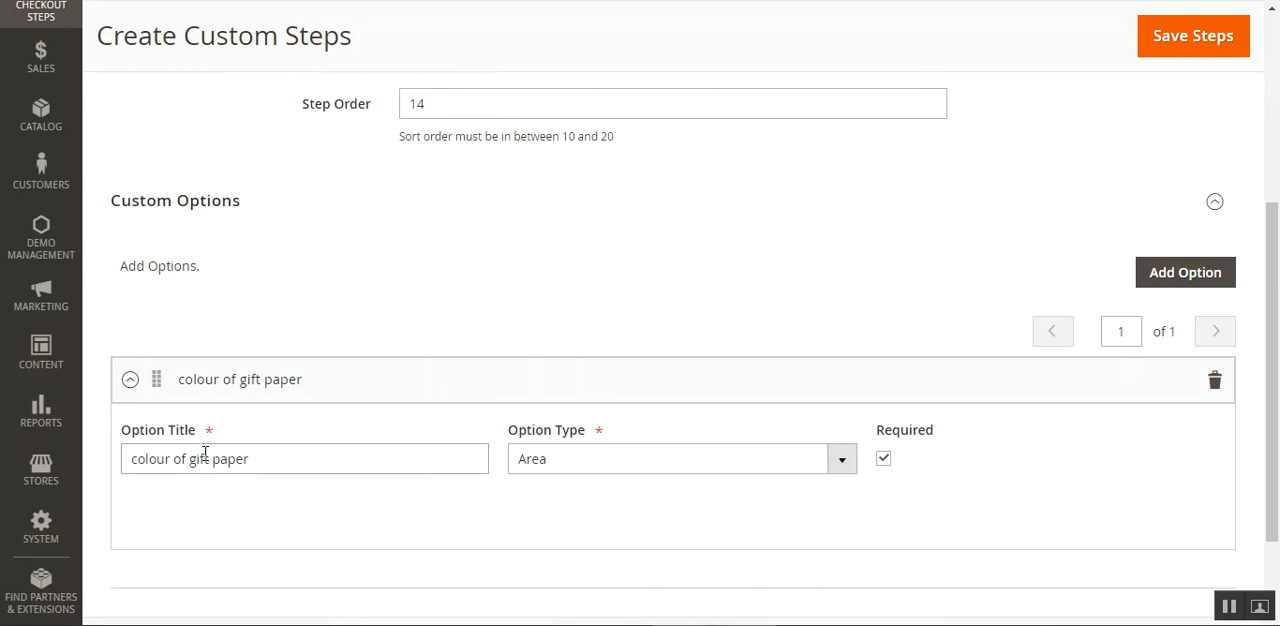 CHECKOUT
STEPS
SALES
CATALOG
CUSTOMERS
DEMO
MANAGEMENT
MARKETING
CONTENT
REPORTS
STORES
SYSTEM
FIND PARTNERS
& EXTENSIONS
Create Custom Steps
Save Steps
Step Order
14
Sort order must be in between 10 and 20
Custom Options
Add Options.
Add Option
1 of 1
colour of gift paper
Option Title *
Option Type *
Required
colour of gift paper
Area